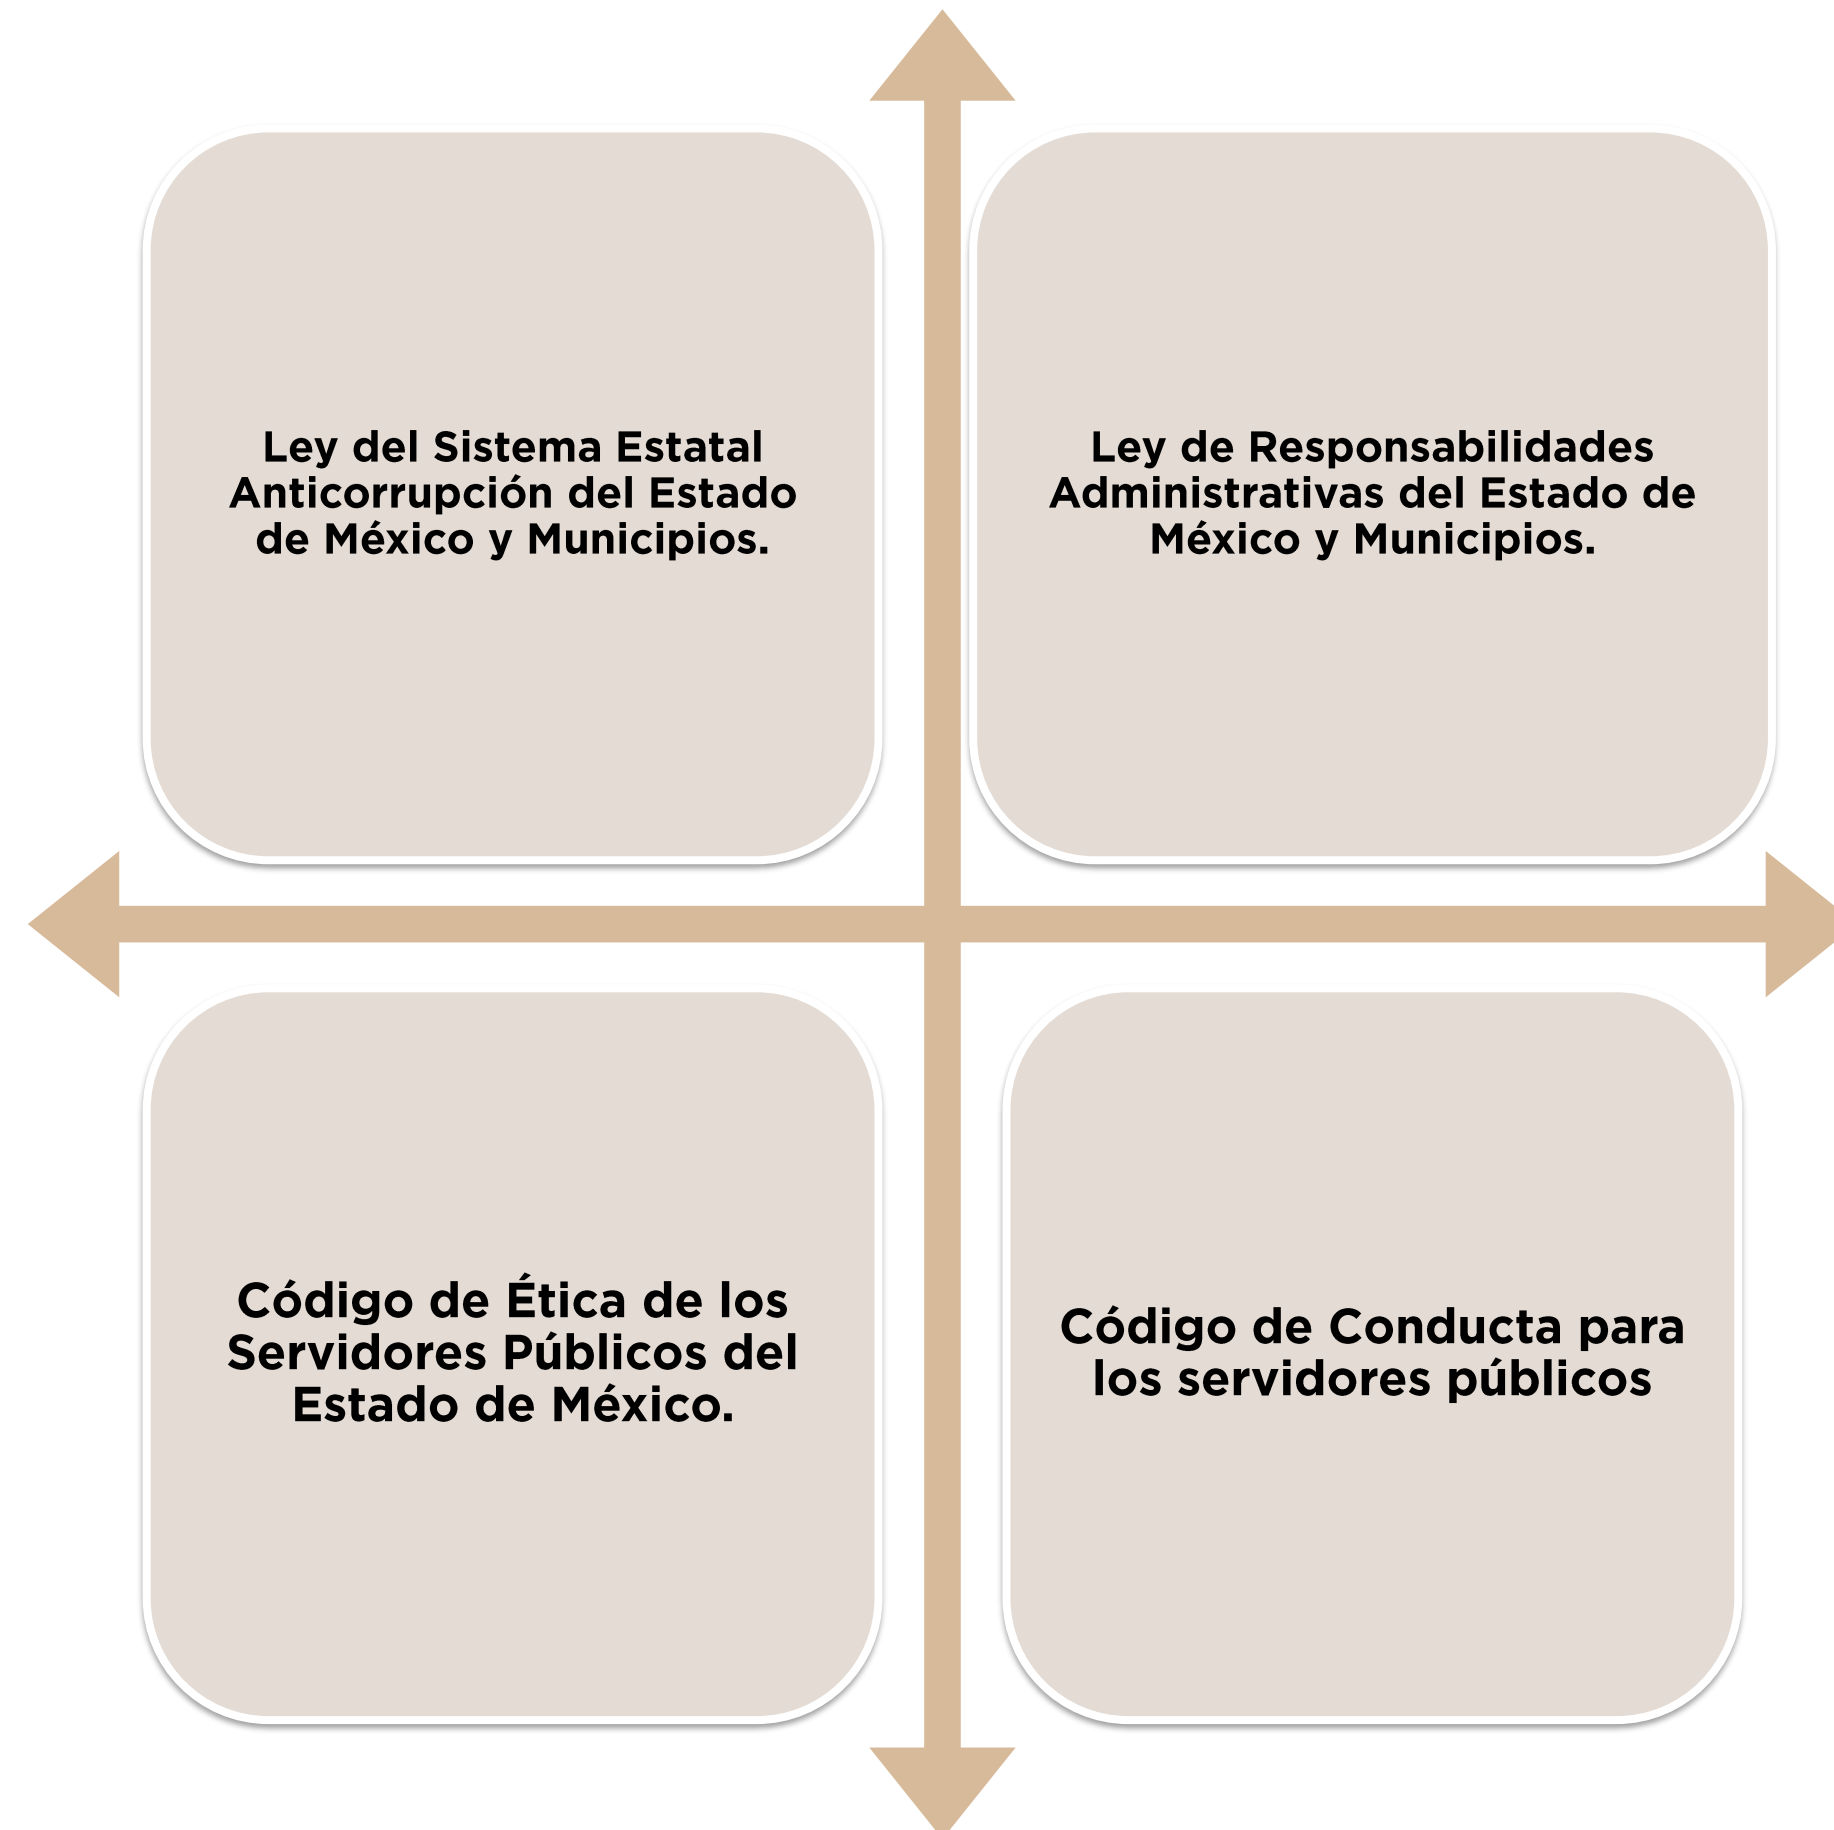 Ley del Sistema Estatal
Anticorrupción del Estado
de México y Municipios.
Ley de Responsabilidades
Administrativas del Estado de
México y Municipios.
Código de Ética de los
Servidores Públicos del
Estado de México.
Código de Conducta para
los servidores públicos